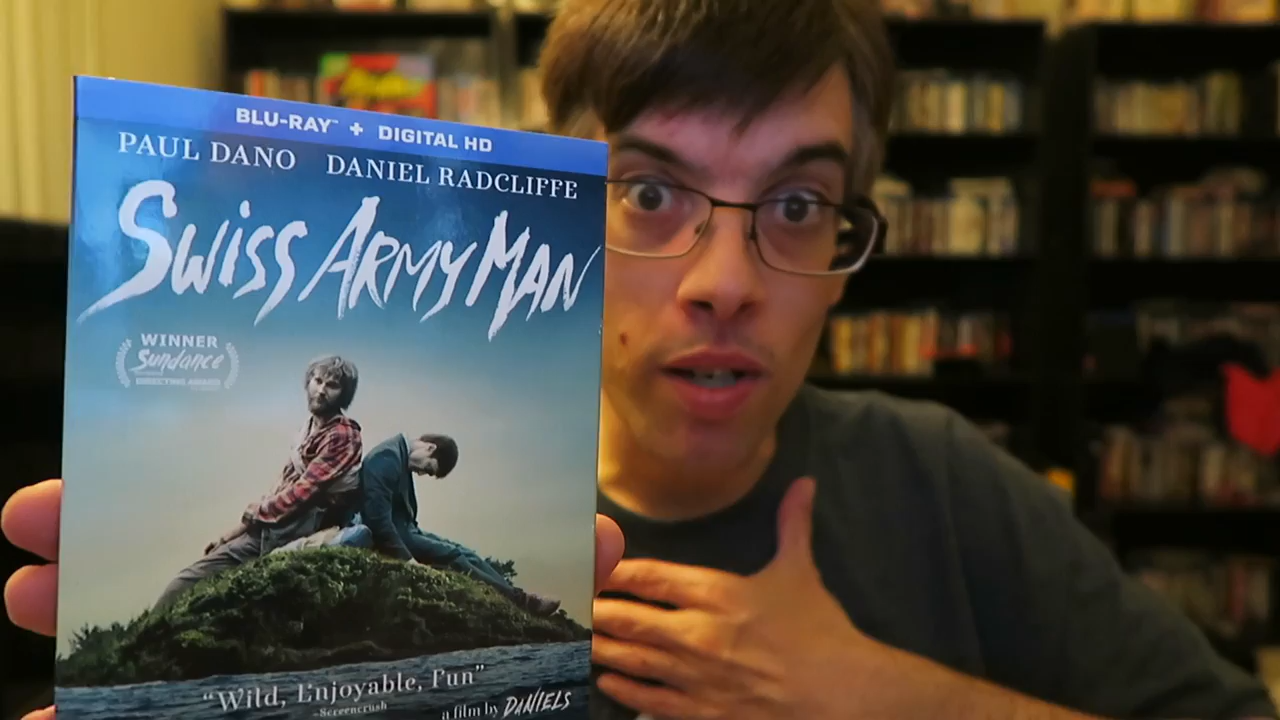 BLU-RAY™ + DIGITAL HD
PAUL DANO DANIEL RADCLIFFE
SWISS ARMY MAN
WINNER
Sundance
DIRECTING AWARD
"Wild, Enjoyable, Fun"
-Screencrush
a film by DANIELS